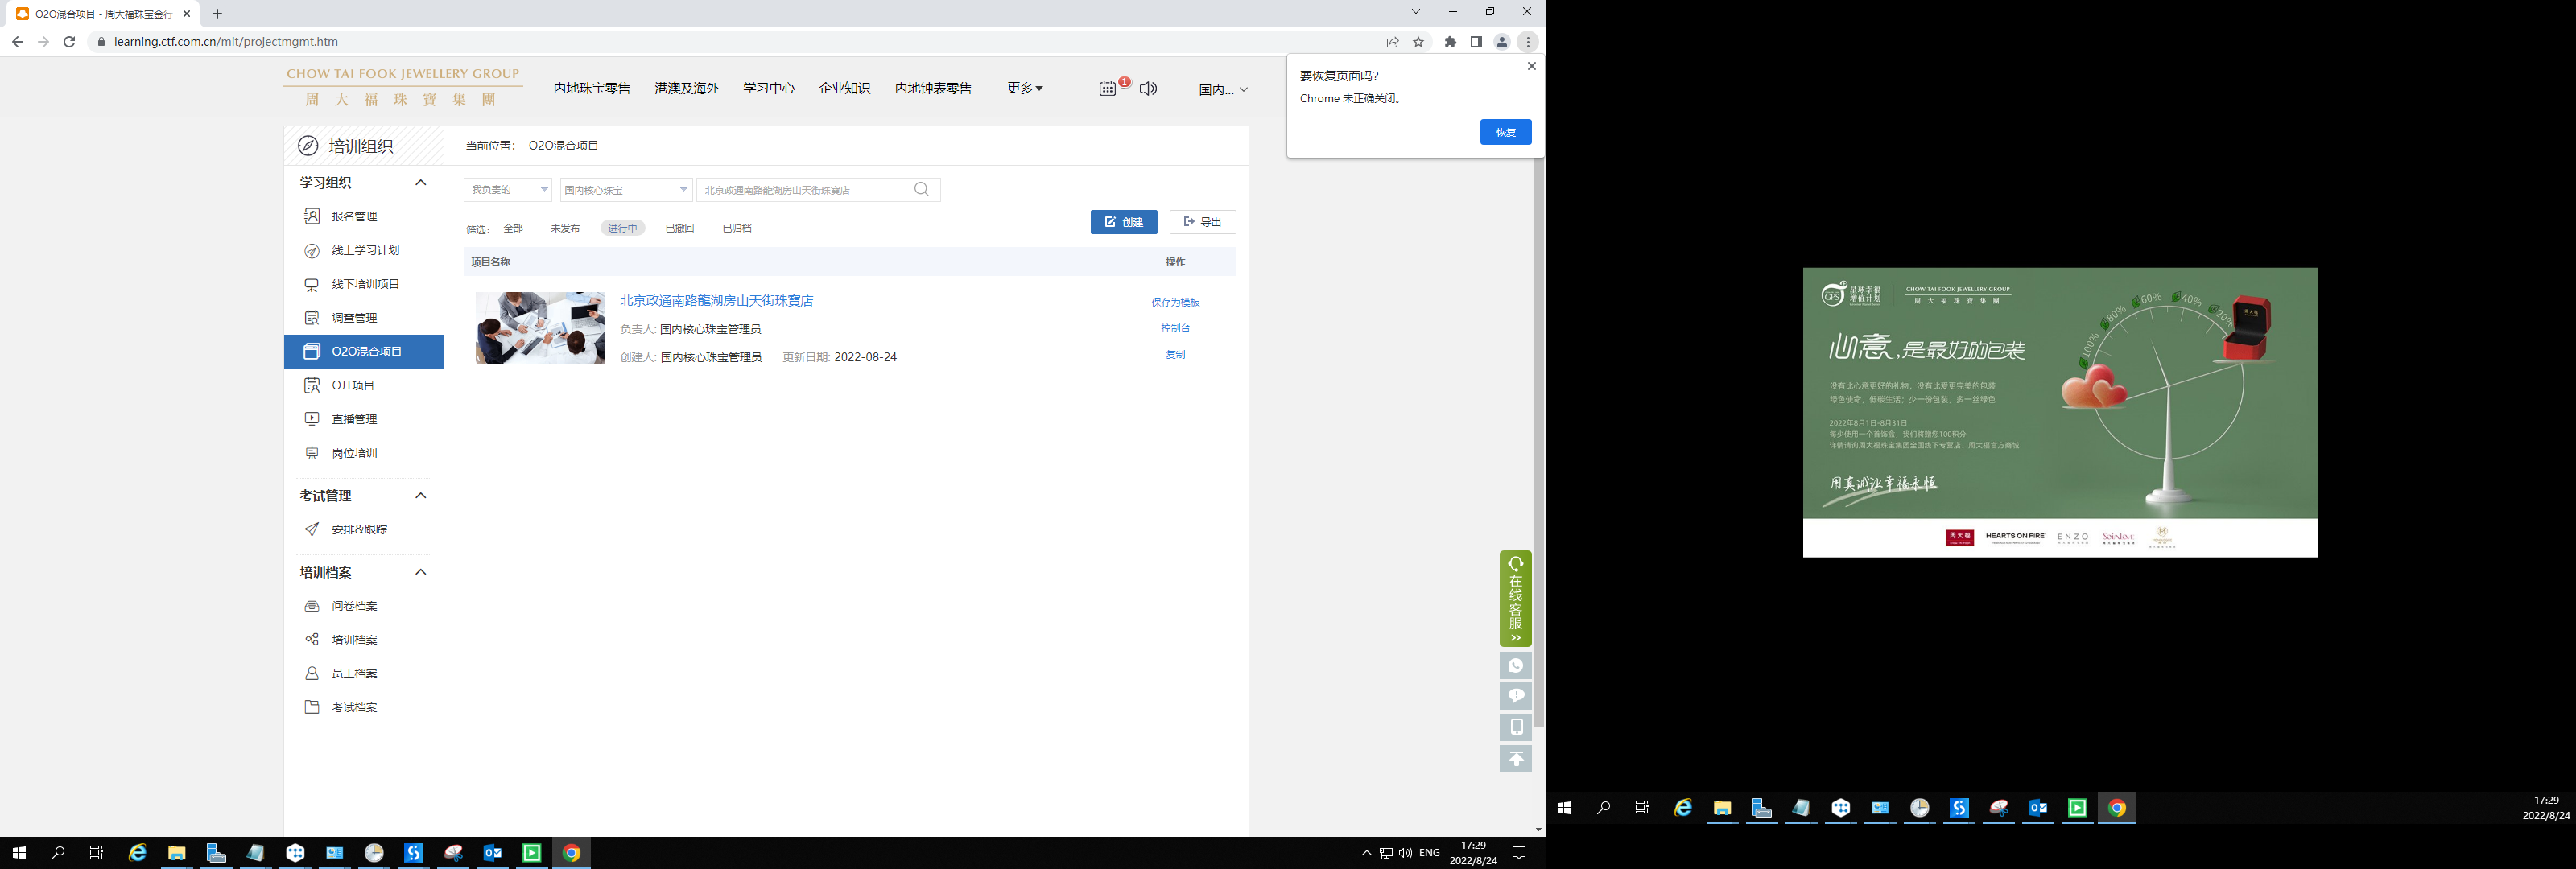 O2O混合项目 - 周大福珠宝金行
learning.ctf.com.cn/mit/projectmgmt.htm
要恢复页面吗?
Chrome 未正确关闭。
恢复
CHOW TAI FOOK JEWELLERY GROUP
周大福珠寶集團
内地珠宝零售 港澳及海外 学习中心 企业知识 内地钟表零售 更多 1 国内...
培训组织
学习组织
报名管理
线上学习计划
线下培训项目
调查管理
O2O混合项目
OJT项目
直播管理
岗位培训
考试管理
安排&跟踪
培训档案
问卷档案
培训档案
员工档案
考试档案
当前位置: O2O混合项目
我负责的 国内核心珠宝 北京政通南路龍湖房山天街珠寶店
筛选: 全部 未发布 进行中 已撤回 已归档
创建 导出
项目名称 操作
北京政通南路龍湖房山天街珠寶店
负责人: 国内核心珠宝管理员
创建人: 国内核心珠宝管理员 更新日期: 2022-08-24
保存为模板
控制台
复制
在线客服
ENG
17:29
2022/8/24
星球幸福
增值计划
CHOW TAI FOOK JEWELLERY GROUP
周大福珠寶集團
心意,是最好的包装
没有比心意更好的礼物,没有比爱更完美的包装
绿色使命,低碳生活;少一份包装,多一丝绿色
2022年8月1日-8月31日
每少使用一个首饰盒,我们将赠您100积分
详情请询周大福珠宝集团全国线下专营店、周大福官方商城
用真诚让幸福永恒
100% 80% 60% 40% 20%
周大福
HEARTS ON FIRE
ENZO
Soinlove
17:29
2022/8/24